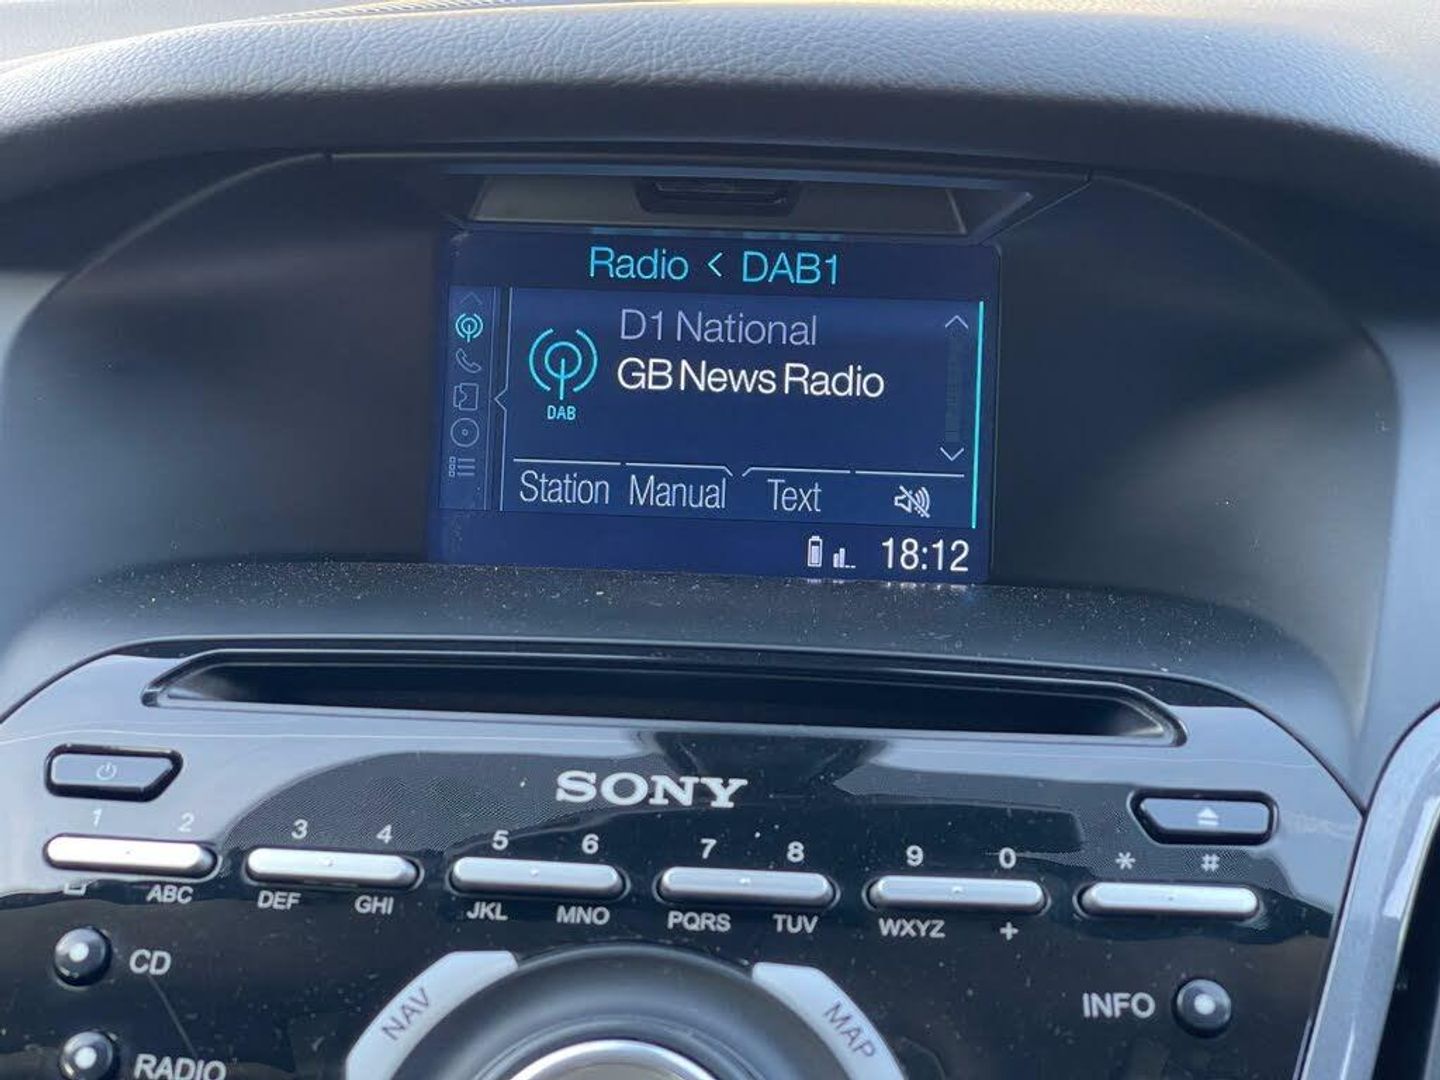 Radio < DAB1
D1 National
GB News Radio
DAB
Station Manual Text
18:12
SONY
1 2 3 4 5 6 7 8 9 0 * #
ABC DEF GHI JKL MNO PQRS TUV WXYZ +
CD
NAV
MAP
INFO
RADIO